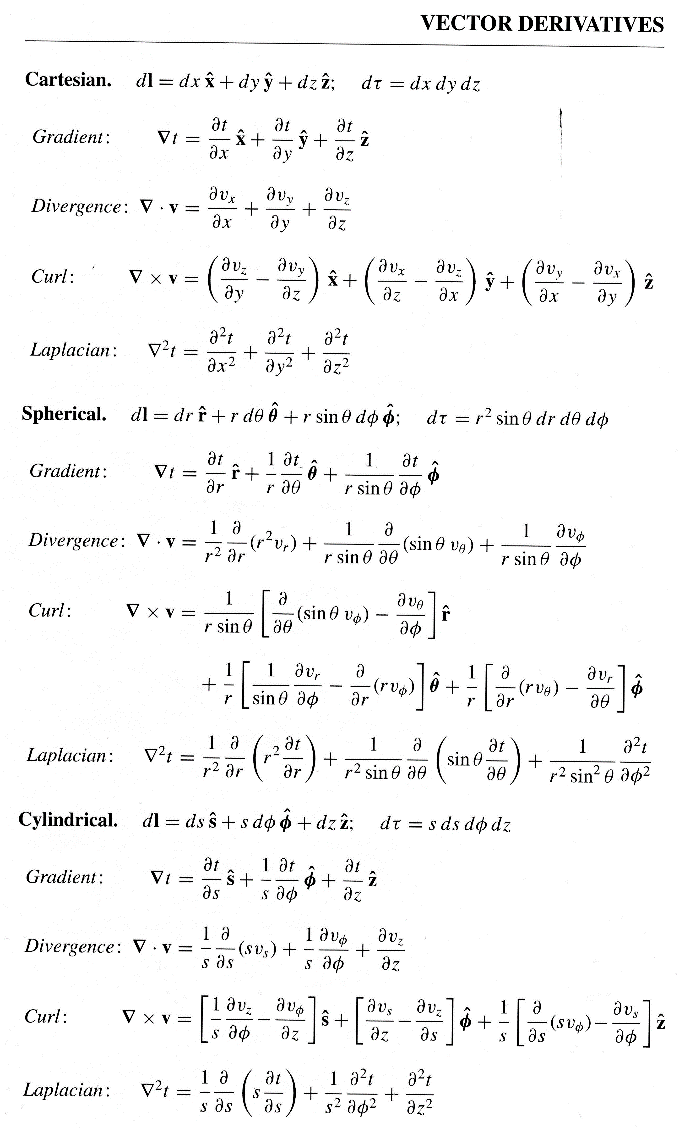 VECTOR DERIVATIVES
Cartesian. dl = dx x̂ + dy ŷ + dz ẑ; dτ = dx dy dz
Gradient: ∇t = ∂t/∂x x̂ + ∂t/∂y ŷ + ∂t/∂z ẑ
Divergence: ∇ · v = ∂vₓ/∂x + ∂v_y/∂y + ∂v_z/∂z
Curl: ∇ × v = (∂v_z/∂y − ∂v_y/∂z) x̂ + (∂v_x/∂z − ∂v_z/∂x) ŷ + (∂v_y/∂x − ∂v_x/∂y) ẑ
Laplacian: ∇²t = ∂²t/∂x² + ∂²t/∂y² + ∂²t/∂z²
Spherical. dl = dr r̂ + r dθ θ̂ + r sin θ dϕ ϕ̂; dτ = r² sin θ dr dθ dϕ
Gradient: ∇t = ∂t/∂r r̂ + 1/r ∂t/∂θ θ̂ + 1/(r sin θ) ∂t/∂ϕ ϕ̂
Divergence: ∇ · v = 1/r² ∂/∂r (r²v_r) + 1/(r sin θ) ∂/∂θ (sin θ v_θ) + 1/(r sin θ) ∂v_ϕ/∂ϕ
Curl: ∇ × v = 1/(r sin θ) [∂/∂θ (sin θ v_ϕ) − ∂v_θ/∂ϕ] r̂
+ 1/r [1/(sin θ) ∂v_r/∂ϕ − ∂/∂r (rv_ϕ)] θ̂ + 1/r [∂/∂r (rv_θ) − ∂v_r/∂θ] ϕ̂
Laplacian: ∇²t = 1/r² ∂/∂r (r² ∂t/∂r) + 1/(r² sin θ) ∂/∂θ (sin θ ∂t/∂θ) + 1/(r² sin² θ) ∂²t/∂ϕ²
Cylindrical. dl = ds ŝ + s dϕ ϕ̂ + dz ẑ; dτ = s ds dϕ dz
Gradient: ∇t = ∂t/∂s ŝ + 1/s ∂t/∂ϕ ϕ̂ + ∂t/∂z ẑ
Divergence: ∇ · v = 1/s ∂/∂s (sv_s) + 1/s ∂v_ϕ/∂ϕ + ∂v_z/∂z
Curl: ∇ × v = [1/s ∂v_z/∂ϕ − ∂v_ϕ/∂z] ŝ + [∂v_s/∂z − ∂v_z/∂s] ϕ̂ + 1/s [∂/∂s (sv_ϕ) − ∂v_s/∂ϕ] ẑ
Laplacian: ∇²t = 1/s ∂/∂s (s ∂t/∂s) + 1/s² ∂²t/∂ϕ² + ∂²t/∂z²